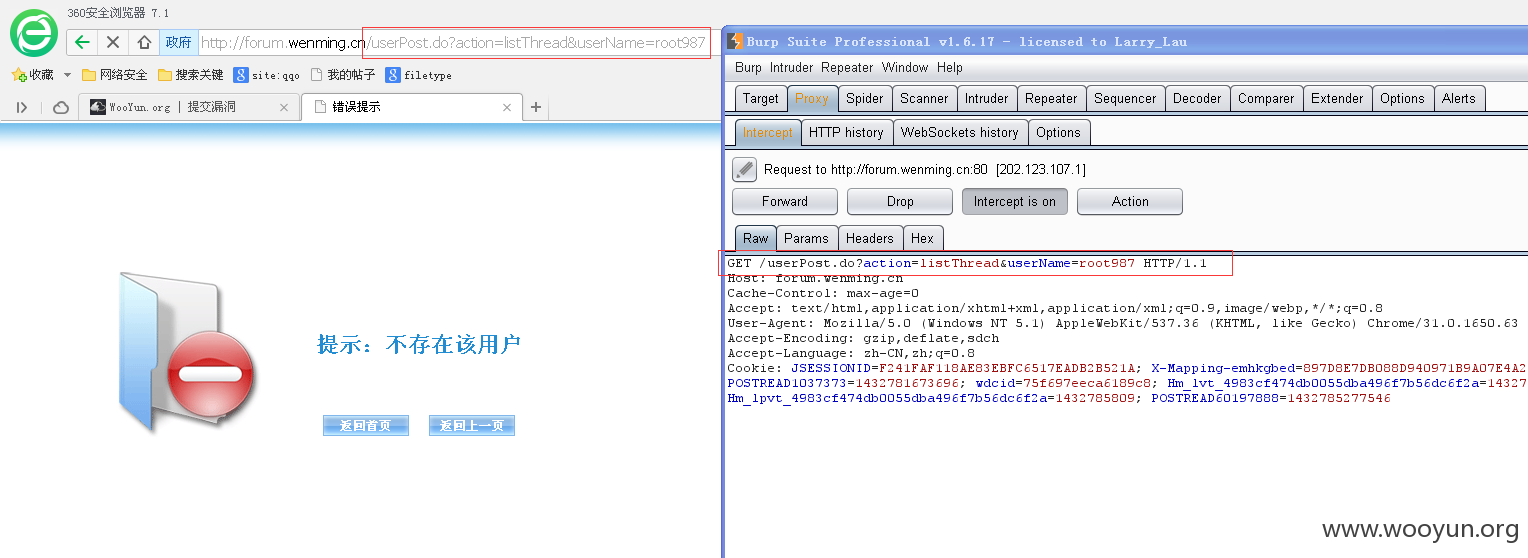 360安全浏览器 7.1
政府 http://forum.wenming.cn/userPost.do?action=listThread&userName=root987
收藏 网络安全 搜索关键 site:qqo 我的帖子 filetype
WooYun.org | 提交漏洞 错误提示
提示：不存在该用户
返回首页 返回上一页
Burp Suite Professional v1.6.17 - licensed to Larry_Lau
Burp Intruder Repeater Window Help
Target Proxy Spider Scanner Intruder Repeater Sequencer Decoder Comparer Extender Options Alerts
Intercept HTTP history WebSockets history Options
Request to http://forum.wenming.cn:80 [202.123.107.1]
Forward Drop Intercept is on Action
Raw Params Headers Hex
GET /userPost.do?action=listThread&userName=root987 HTTP/1.1
Host: forum.wenming.cn
Cache-Control: max-age=0
Accept: text/html,application/xhtml+xml,application/xml;q=0.9,image/webp,*/*;q=0.8
User-Agent: Mozilla/5.0 (Windows NT 5.1) AppleWebKit/537.36 (KHTML, like Gecko) Chrome/31.0.1650.63
Accept-Encoding: gzip,deflate,sdch
Accept-Language: zh-CN,zh;q=0.8
Cookie: JSESSIONID=F241FAF118AE83EBFC6517EADB2B521A; X-Mapping-emhkgbed=897D8E7DB088D940971B9A07E4A2
POSTREAD1037373=1432781673696; wdcid=75f697eeca6189c8; Hm_lvt_4983cf474db0055dba496f7b56dc6f2a=14327
Hm_lpvt_4983cf474db0055dba496f7b56dc6f2a=1432785809; POSTREAD60197888=1432785277546
www.wooyun.org